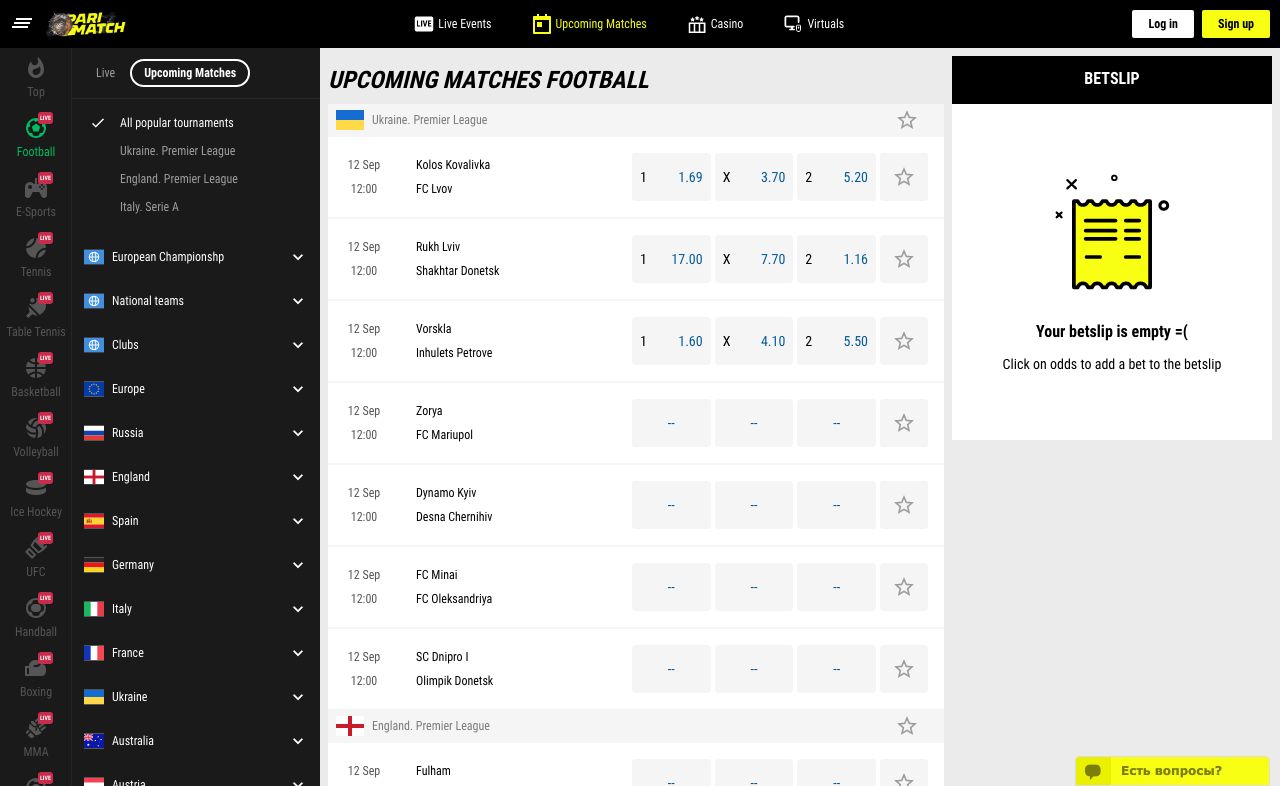 PARI MATCH
LIVE Live Events
Upcoming Matches
Casino
Virtuals
Log in
Sign up
Top
LIVE
Football
LIVE
E-Sports
LIVE
Tennis
LIVE
Table Tennis
LIVE
Basketball
LIVE
Volleyball
LIVE
Ice Hockey
LIVE
UFC
LIVE
Handball
LIVE
Boxing
LIVE
MMA
LIVE
Live
Upcoming Matches
All popular tournaments
Ukraine. Premier League
England. Premier League
Italy. Serie A
European Championshp
National teams
Clubs
Europe
Russia
England
Spain
Germany
Italy
France
Ukraine
Australia
Austria
UPCOMING MATCHES FOOTBALL
Ukraine. Premier League
12 Sep Kolos Kovalivka
12:00 FC Lvov
1 1.69 X 3.70 2 5.20
12 Sep Rukh Lviv
12:00 Shakhtar Donetsk
1 17.00 X 7.70 2 1.16
12 Sep Vorskla
12:00 Inhulets Petrove
1 1.60 X 4.10 2 5.50
12 Sep Zorya
12:00 FC Mariupol
-- -- --
12 Sep Dynamo Kyiv
12:00 Desna Chernihiv
-- -- --
12 Sep FC Minai
12:00 FC Oleksandriya
-- -- --
12 Sep SC Dnipro I
12:00 Olimpik Donetsk
-- -- --
England. Premier League
12 Sep Fulham
-- -- --
BETSLIP
Your betslip is empty =(
Click on odds to add a bet to the betslip
Есть вопросы?